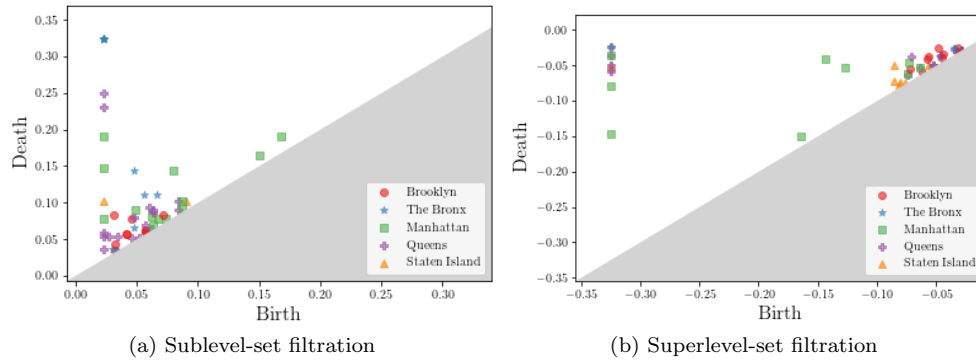 0.35
0.30
0.25
0.20
0.15
0.10
0.05
0.00
Death
0.00 0.05 0.10 0.15 0.20 0.25 0.30
Birth
Brooklyn
The Bronx
Manhattan
Queens
Staten Island
(a) Sublevel-set filtration
0.00
−0.05
−0.10
−0.15
−0.20
−0.25
−0.30
−0.35
Death
−0.35 −0.30 −0.25 −0.20 −0.15 −0.10 −0.05
Birth
Brooklyn
The Bronx
Manhattan
Queens
Staten Island
(b) Superlevel-set filtration